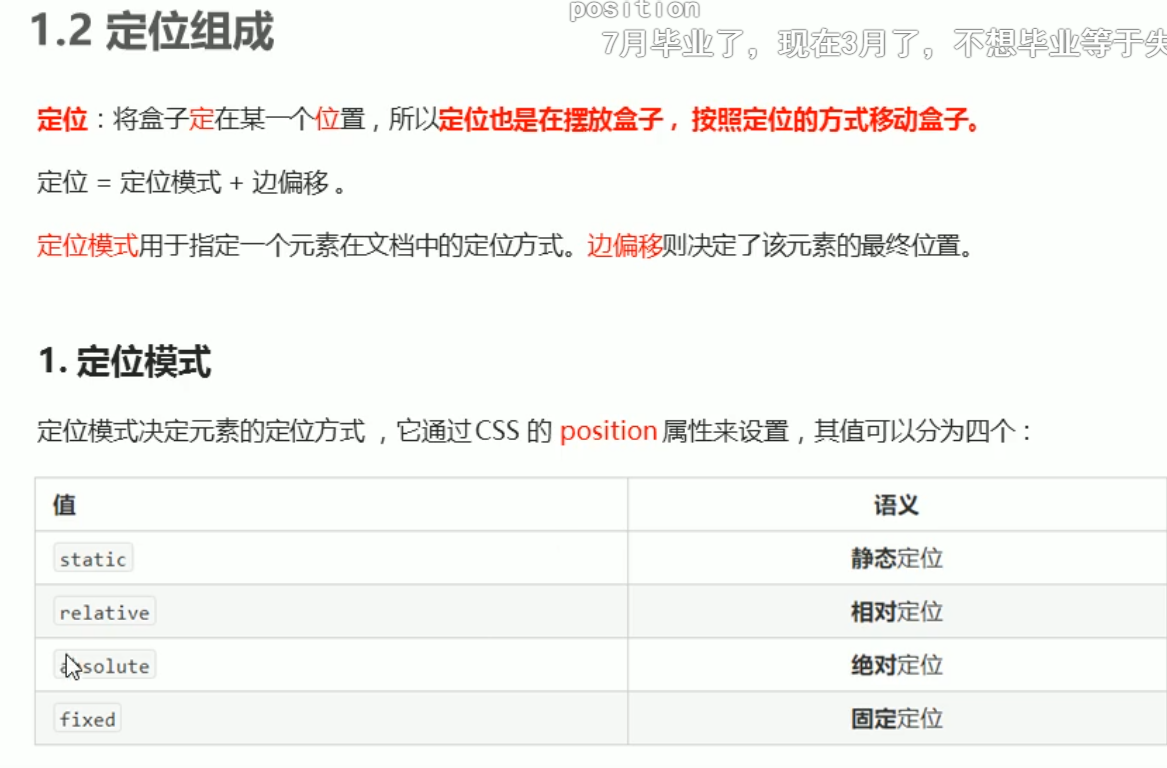 position
1.2 定位组成
7月毕业了，现在3月了，不想毕业等于失
定位：将盒子定在某一个位置，所以定位也是在摆放盒子，按照定位的方式移动盒子。
定位 = 定位模式 + 边偏移 。
定位模式用于指定一个元素在文档中的定位方式。边偏移则决定了该元素的最终位置。
1. 定位模式
定位模式决定元素的定位方式 ，它通过CSS 的 position 属性来设置，其值可以分为四个：
值 语义
static 静态定位
relative 相对定位
absolute 绝对定位
fixed 固定定位